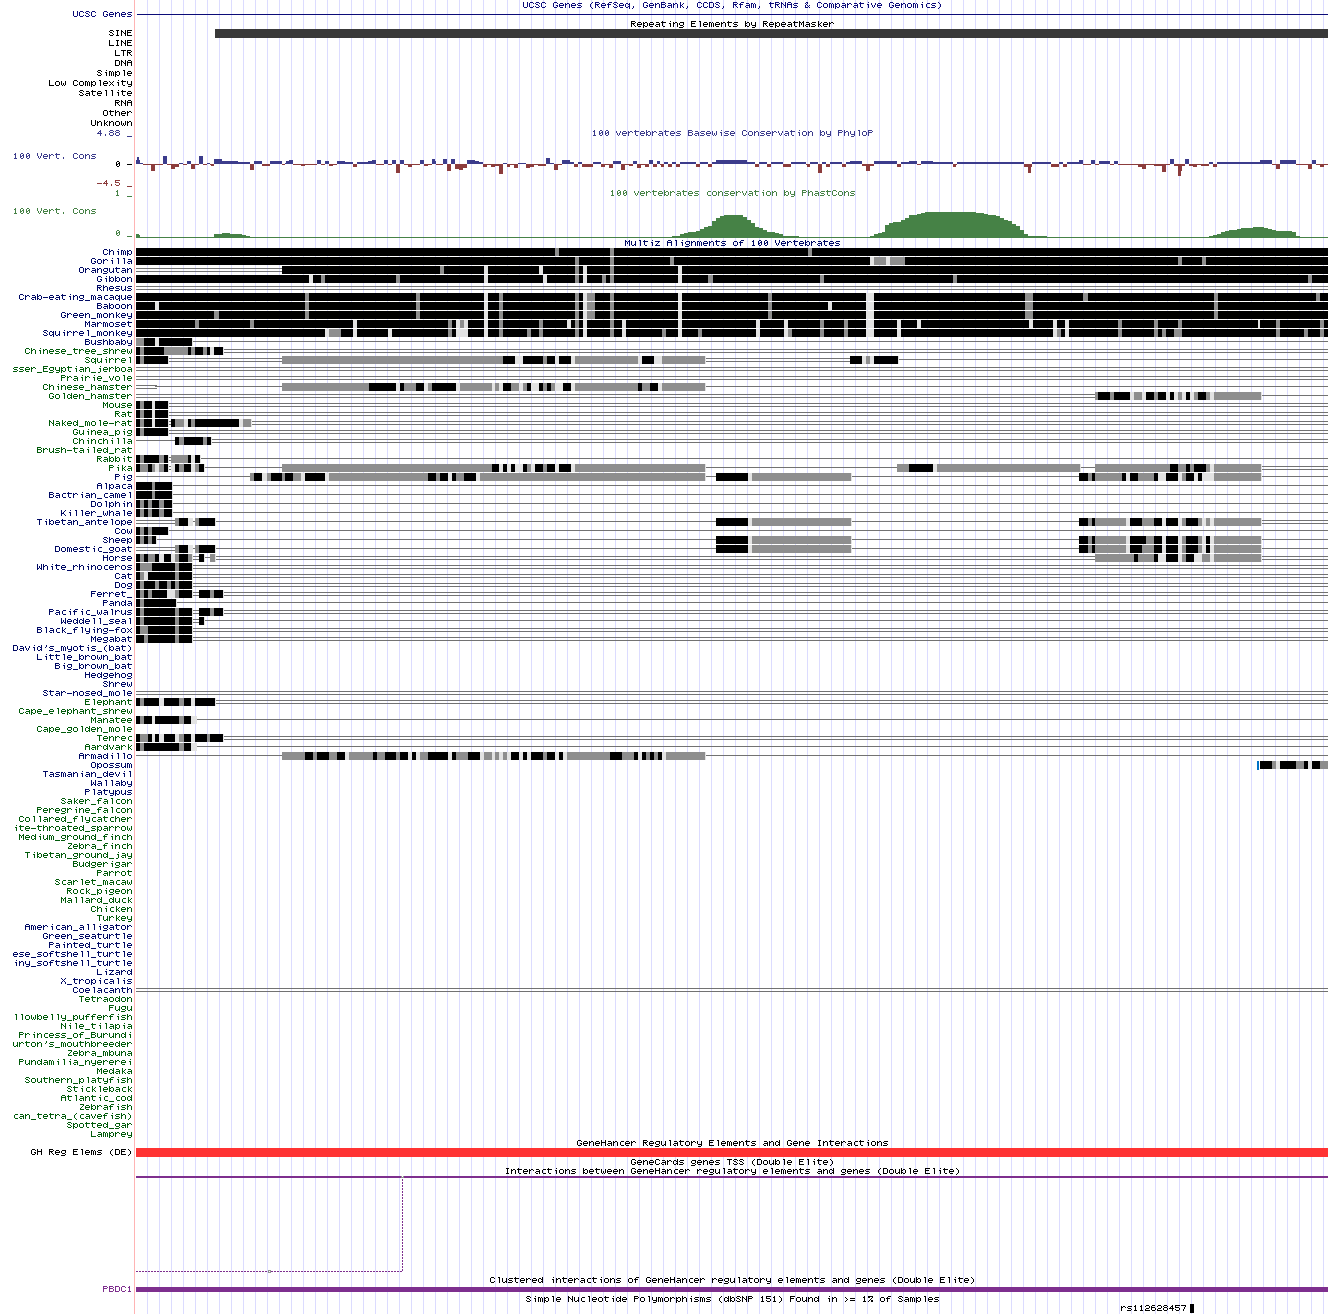 UCSC Genes (RefSeq, GenBank, CCDS, Rfam, tRNAs & Comparative Genomics)
UCSC Genes
Repeating Elements by RepeatMasker
SINE
LINE
LTR
DNA
Simple
Low Complexity
Satellite
RNA
Other
Unknown
4.88 _
100 vertebrates Basewise Conservation by PhyloP
100 Vert. Cons
0 -
-4.5 _
1 _
100 vertebrates conservation by PhastCons
100 Vert. Cons
0 _
Multiz Alignments of 100 Vertebrates
Chimp
Gorilla
Orangutan
Gibbon
Rhesus
Crab-eating_macaque
Baboon
Green_monkey
Marmoset
Squirrel_monkey
Bushbaby
Chinese_tree_shrew
Squirrel
sser_Egyptian_jerboa
Prairie_vole
Chinese_hamster
Golden_hamster
Mouse
Rat
Naked_mole-rat
Guinea_pig
Chinchilla
Brush-tailed_rat
Rabbit
Pika
Pig
Alpaca
Bactrian_camel
Dolphin
Killer_whale
Tibetan_antelope
Cow
Sheep
Domestic_goat
Horse
White_rhinoceros
Cat
Dog
Ferret_
Panda
Pacific_walrus
Weddell_seal
Black_flying-fox
Megabat
David's_myotis_(bat)
Little_brown_bat
Big_brown_bat
Hedgehog
Shrew
Star-nosed_mole
Elephant
Cape_elephant_shrew
Manatee
Cape_golden_mole
Tenrec
Aardvark
Armadillo
Opossum
Tasmanian_devil
Wallaby
Platypus
Saker_falcon
Peregrine_falcon
Collared_flycatcher
ite-throated_sparrow
Medium_ground_finch
Zebra_finch
Tibetan_ground_jay
Budgerigar
Parrot
Scarlet_macaw
Rock_pigeon
Mallard_duck
Chicken
Turkey
American_alligator
Green_seaturtle
Painted_turtle
ese_softshell_turtle
iny_softshell_turtle
Lizard
X_tropicalis
Coelacanth
Tetraodon
Fugu
llowbelly_pufferfish
Nile_tilapia
Princess_of_Burundi
urton's_mouthbreeder
Zebra_mbuna
Pundamilia_nyererei
Medaka
Southern_platyfish
Stickleback
Atlantic_cod
Zebrafish
can_tetra_(cavefish)
Spotted_gar
Lamprey
GeneHancer Regulatory Elements and Gene Interactions
GH Reg Elems (DE)
GeneCards genes TSS (Double Elite)
Interactions between GeneHancer regulatory elements and genes (Double Elite)
Clustered interactions of GeneHancer regulatory elements and genes (Double Elite)
PBDC1
Simple Nucleotide Polymorphisms (dbSNP 151) Found in >= 1% of Samples
rs112628457